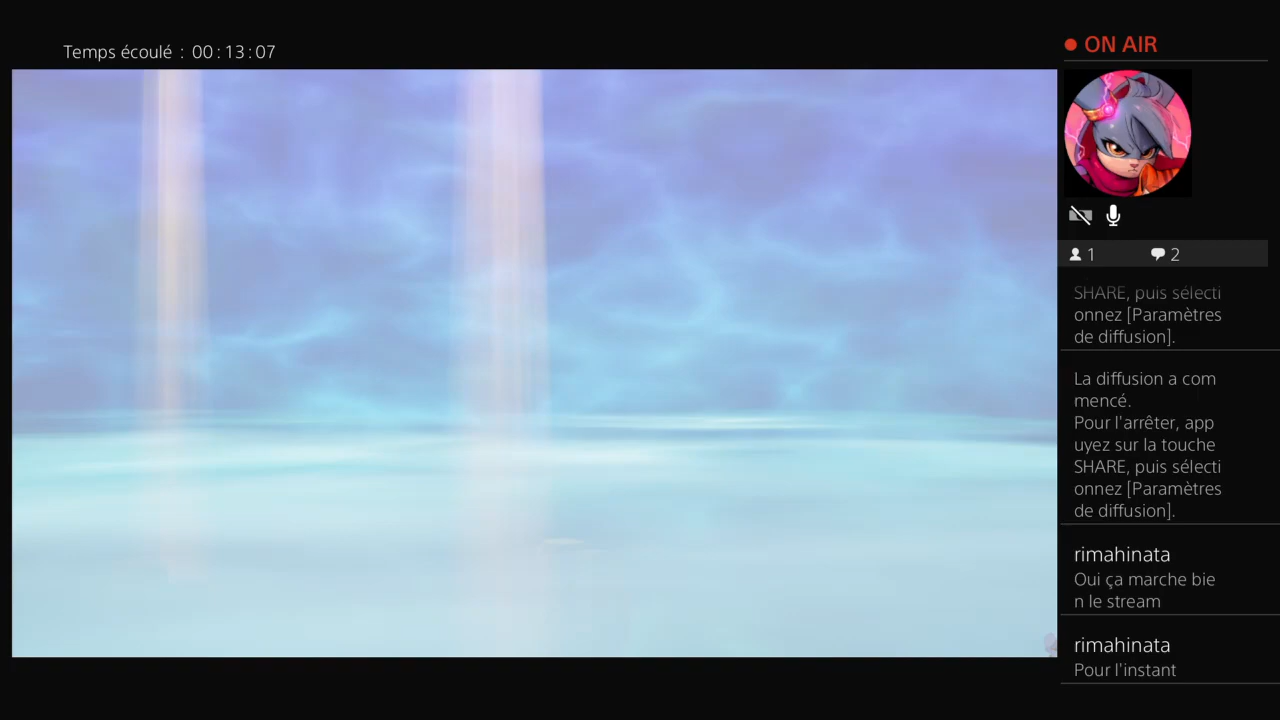 Temps écoulé : 00:13:07
ON AIR
1 2
SHARE, puis sélecti
onnez [Paramètres
de diffusion].
La diffusion a com
mencé.
Pour l'arrêter, app
uyez sur la touche
SHARE, puis sélecti
onnez [Paramètres
de diffusion].
rimahinata
Oui ça marche bie
n le stream
rimahinata
Pour l'instant